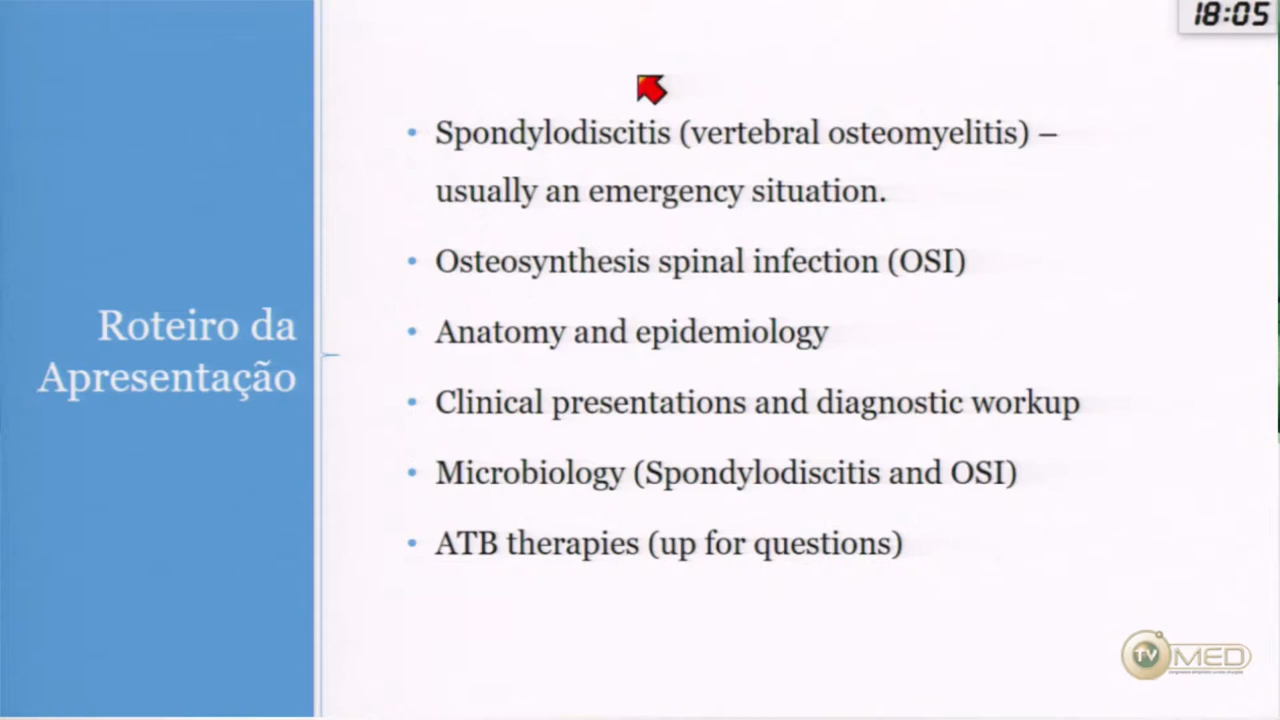 18:05
Roteiro da
Apresentação
• Spondylodiscitis (vertebral osteomyelitis) –
usually an emergency situation.
• Osteosynthesis spinal infection (OSI)
• Anatomy and epidemiology
• Clinical presentations and diagnostic workup
• Microbiology (Spondylodiscitis and OSI)
• ATB therapies (up for questions)
TV MED